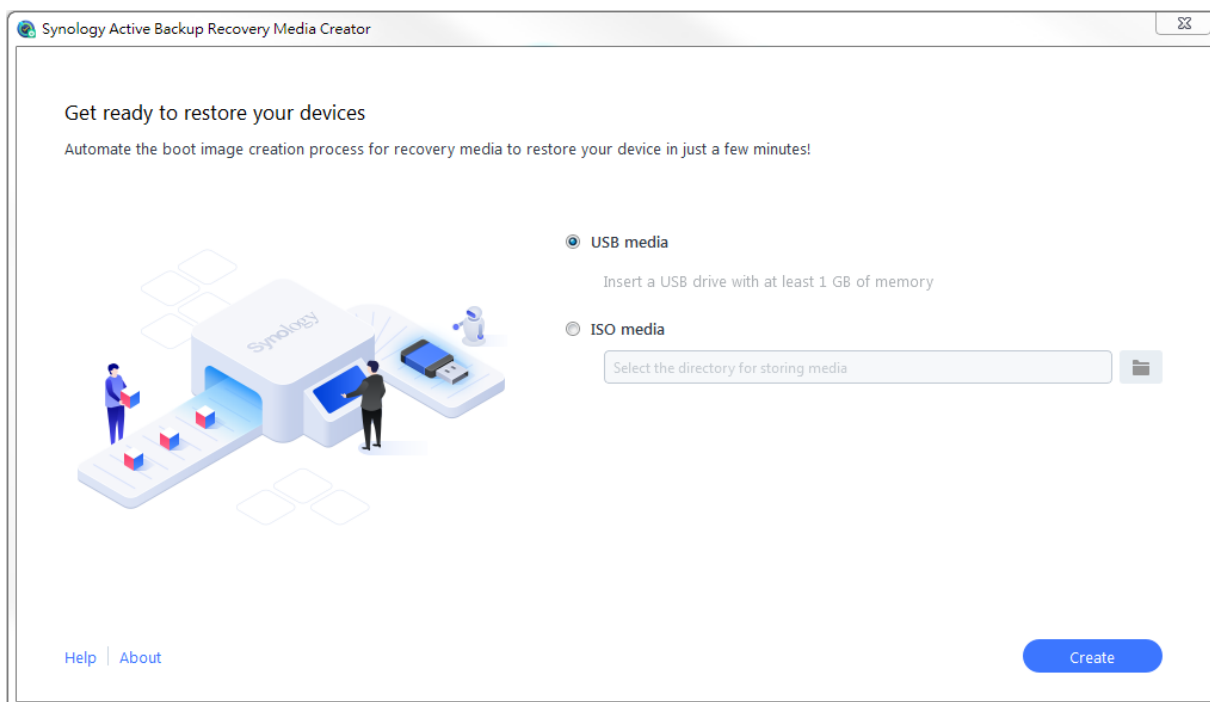 Synology Active Backup Recovery Media Creator
Get ready to restore your devices
Automate the boot image creation process for recovery media to restore your device in just a few minutes!
USB media
Insert a USB drive with at least 1 GB of memory
ISO media
Select the directory for storing media
Synology
Help
About
Create